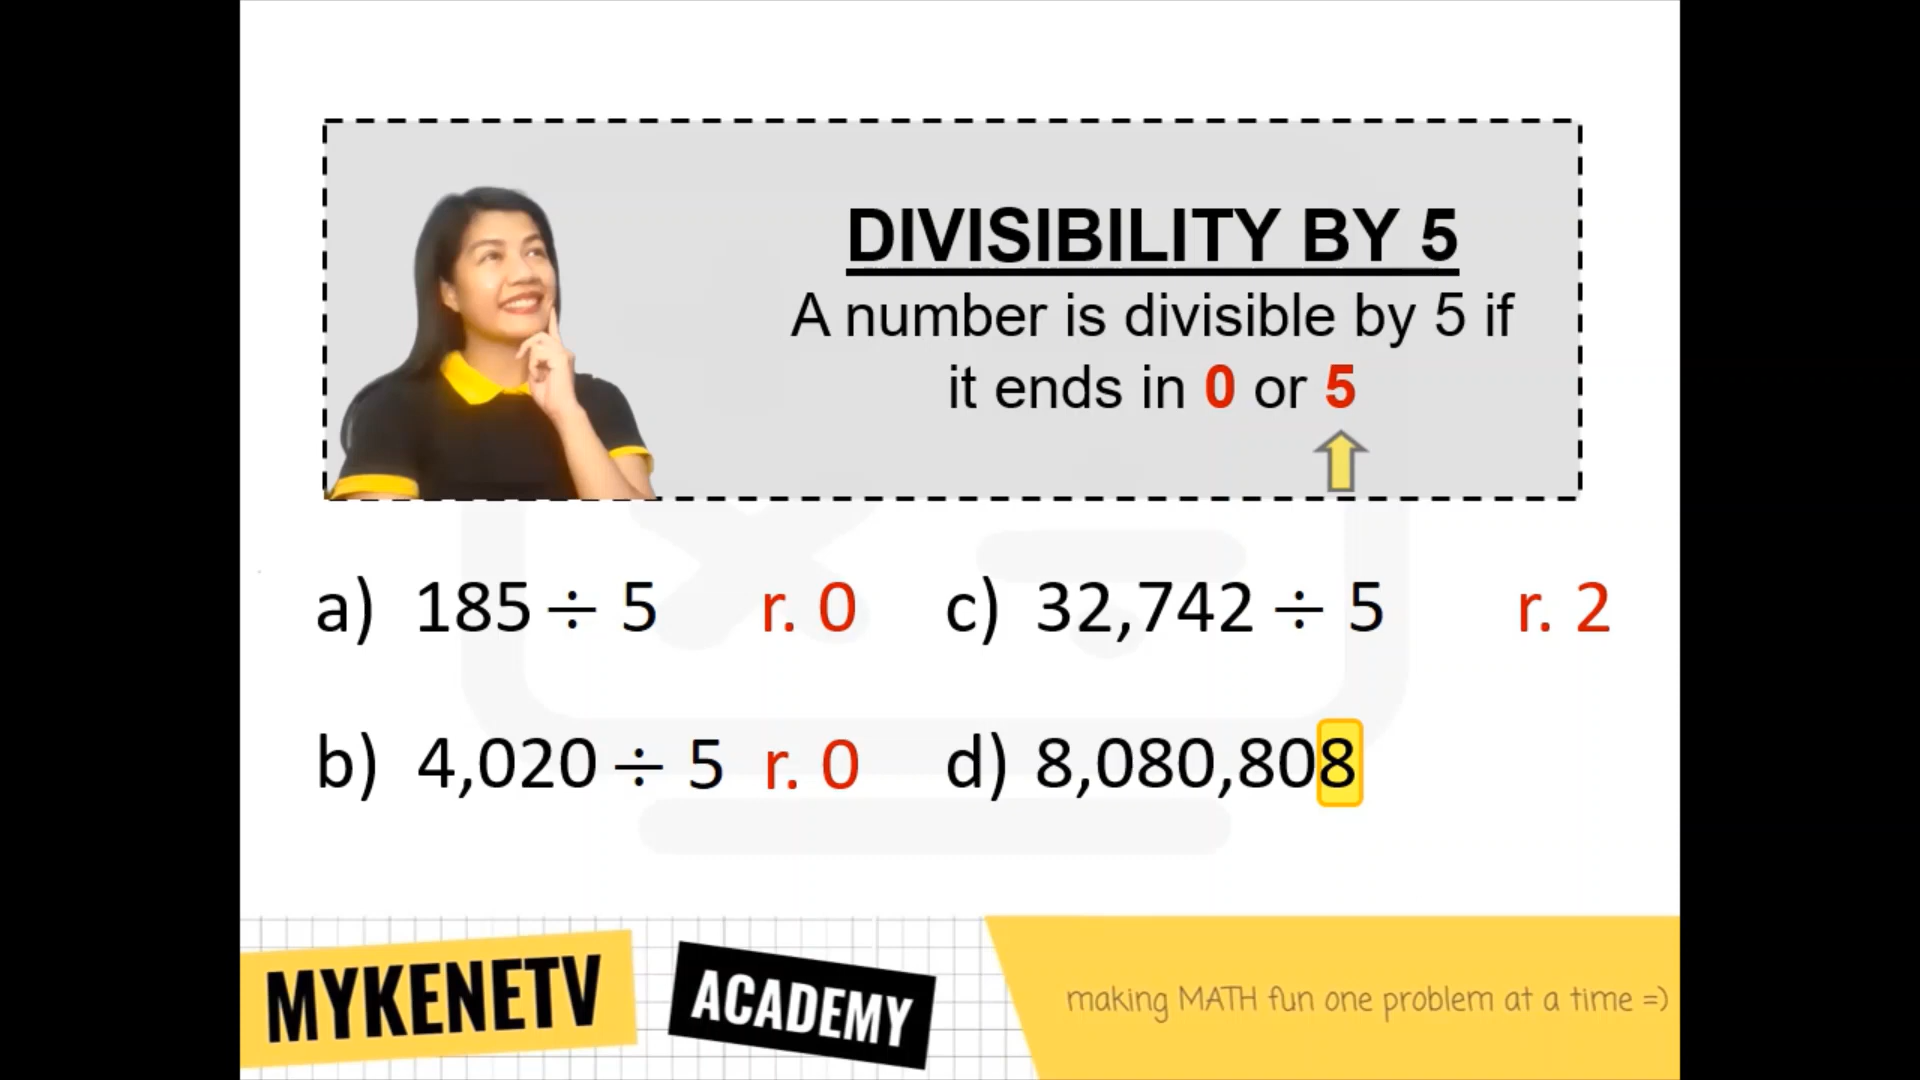 DIVISIBILITY BY 5
A number is divisible by 5 if
it ends in 0 or 5
a) 185 ÷ 5 r. 0
c) 32,742 ÷ 5 r. 2
b) 4,020 ÷ 5 r. 0
d) 8,080,808
MYKENETV ACADEMY
making MATH fun one problem at a time =)